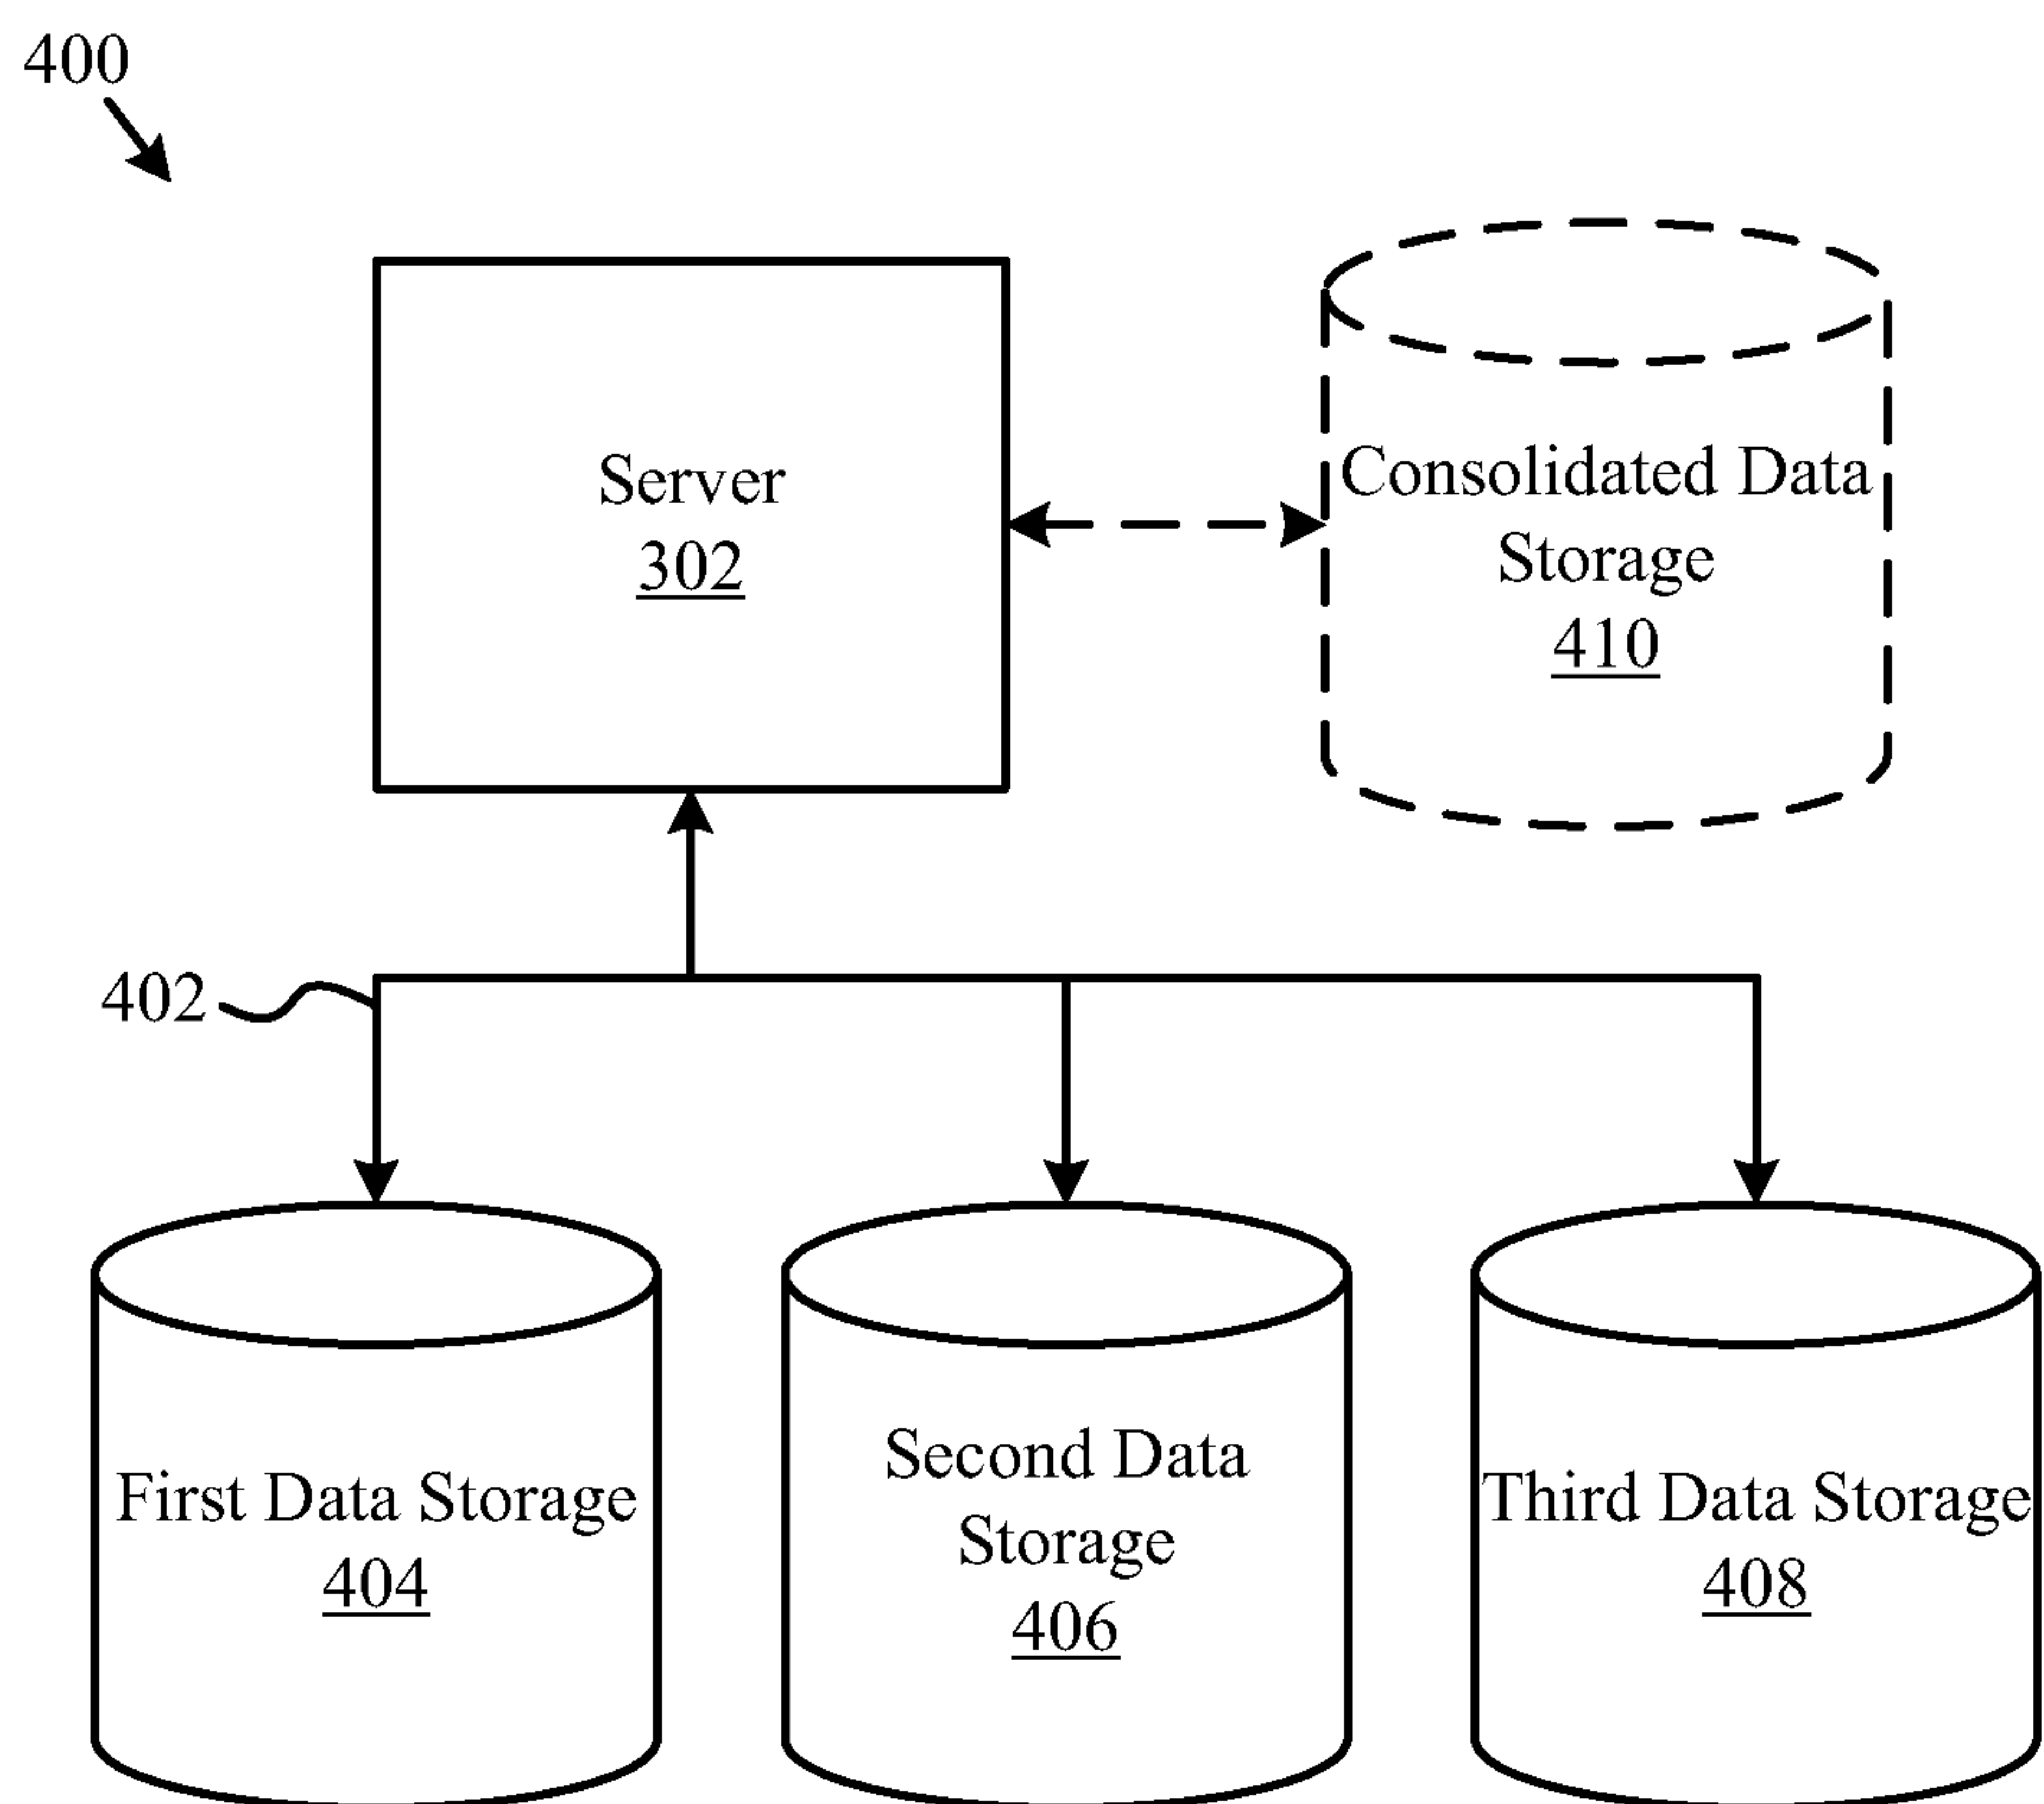 400
Server
302
Consolidated Data
Storage
410
402
First Data Storage
404
Second Data
Storage
406
Third Data Storage
408